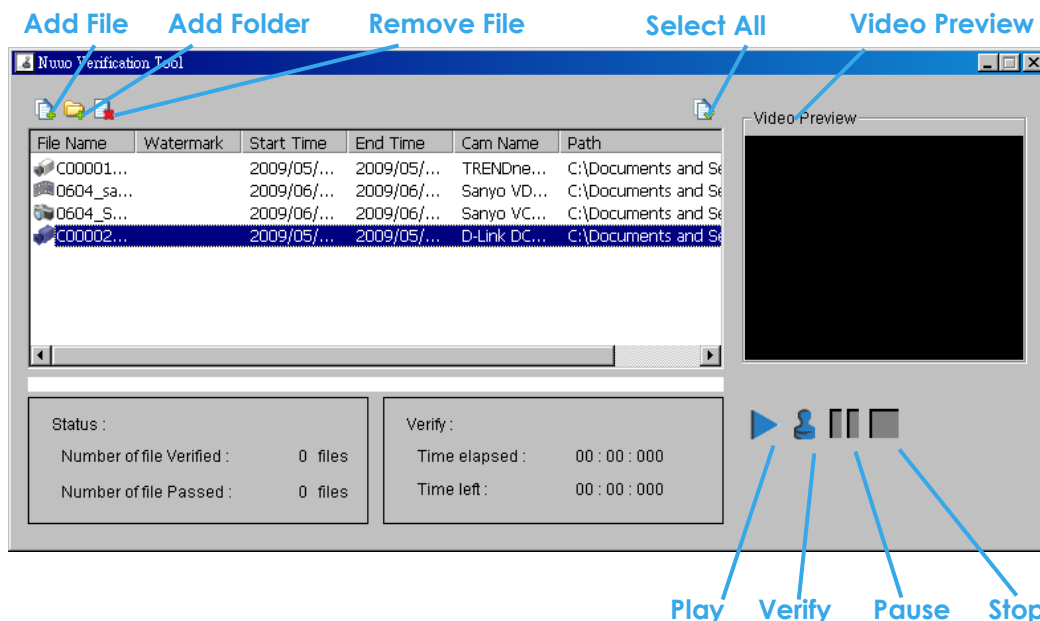 Add File Add Folder Remove File Select All Video Preview
Nuuo Verification Tool
Video Preview
File Name Watermark Start Time End Time Cam Name Path
C00001... 2009/05/... 2009/05/... TRENDne... C:\Documents and Se
0604_sa... 2009/06/... 2009/06/... Sanyo VD... C:\Documents and Se
0604_S... 2009/06/... 2009/06/... Sanyo VC... C:\Documents and Se
C00002... 2009/05/... 2009/05/... D-Link DC... C:\Documents and Se
Status : Verify :
Number of file Verified : 0 files Time elapsed : 00 : 00 : 000
Number of file Passed : 0 files Time left : 00 : 00 : 000
Play Verify Pause Stop